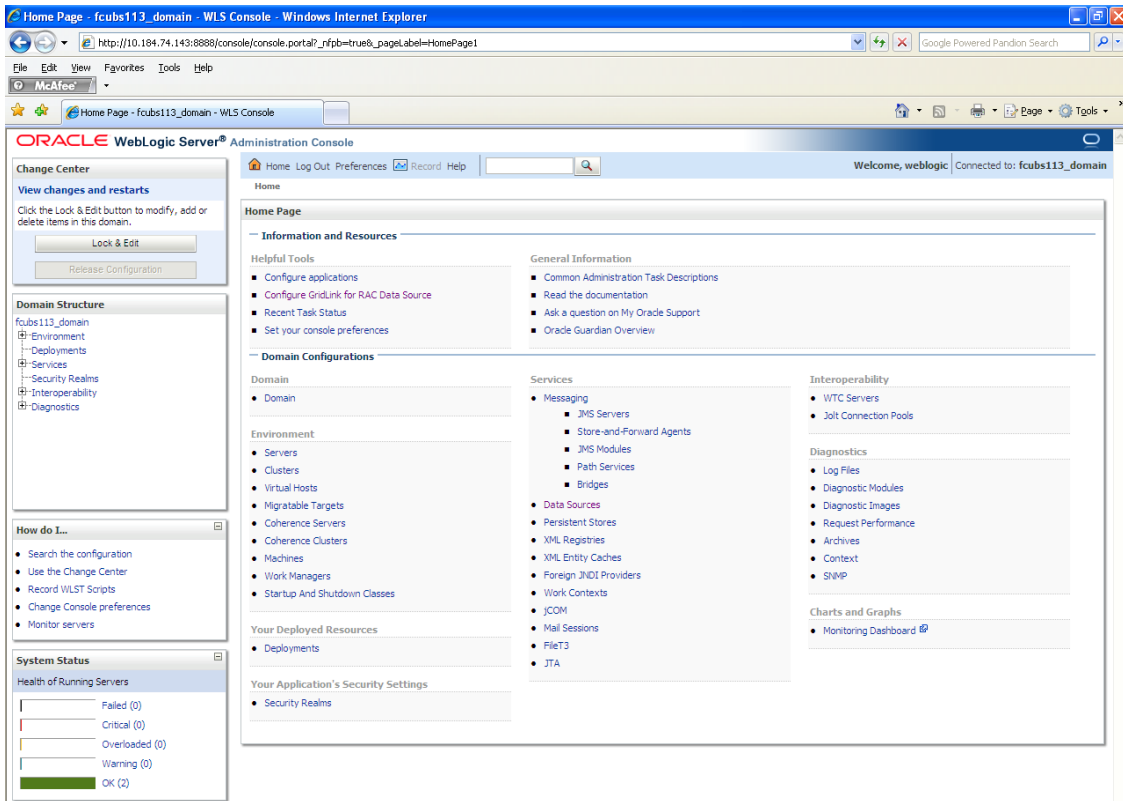 Home Page - fcubs113_domain - WLS Console - Windows Internet Explorer
http://10.184.74.143:8888/console/console.portal?_nfpb=true&_pageLabel=HomePage1
Google Powered Pandion Search
File Edit View Favorites Tools Help
McAfee
Home Page - fcubs113_domain - WLS Console
Page Tools
ORACLE WebLogic Server® Administration Console
Change Center
View changes and restarts
Click the Lock & Edit button to modify, add or
delete items in this domain.
Lock & Edit
Release Configuration
Domain Structure
fcubs113_domain
Environment
Deployments
Services
Security Realms
Interoperability
Diagnostics
How do I...
Search the configuration
Use the Change Center
Record WLST Scripts
Change Console preferences
Monitor servers
System Status
Health of Running Servers
Failed (0)
Critical (0)
Overloaded (0)
Warning (0)
OK (2)
Home Log Out Preferences Record Help
Welcome, weblogic Connected to: fcubs113_domain
Home
Home Page
Information and Resources
Helpful Tools
Configure applications
Configure GridLink for RAC Data Source
Recent Task Status
Set your console preferences
General Information
Common Administration Task Descriptions
Read the documentation
Ask a question on My Oracle Support
Oracle Guardian Overview
Domain Configurations
Domain
Domain
Environment
Servers
Clusters
Virtual Hosts
Migratable Targets
Coherence Servers
Coherence Clusters
Machines
Work Managers
Startup And Shutdown Classes
Your Deployed Resources
Deployments
Your Application's Security Settings
Security Realms
Services
Messaging
JMS Servers
Store-and-Forward Agents
JMS Modules
Path Services
Bridges
Data Sources
Persistent Stores
XML Registries
XML Entity Caches
Foreign JNDI Providers
Work Contexts
jCOM
Mail Sessions
FileT3
JTA
Interoperability
WTC Servers
Jolt Connection Pools
Diagnostics
Log Files
Diagnostic Modules
Diagnostic Images
Request Performance
Archives
Context
SNMP
Charts and Graphs
Monitoring Dashboard